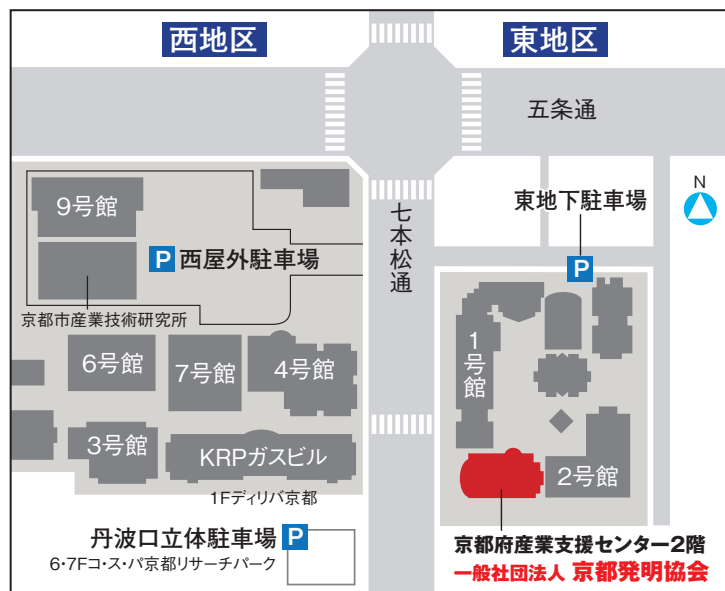 西地区
東地区
五条通
N
9号館
七本松通
東地下駐車場
P 西屋外駐車場
P
京都市産業技術研究所
6号館
7号館
4号館
1号館
3号館
KRPガスビル
2号館
1Fディリバ京都
丹波口立体駐車場 P
6・7Fコ・ス・パ京都リサーチパーク
京都府産業支援センター2階
一般社団法人 京都発明協会